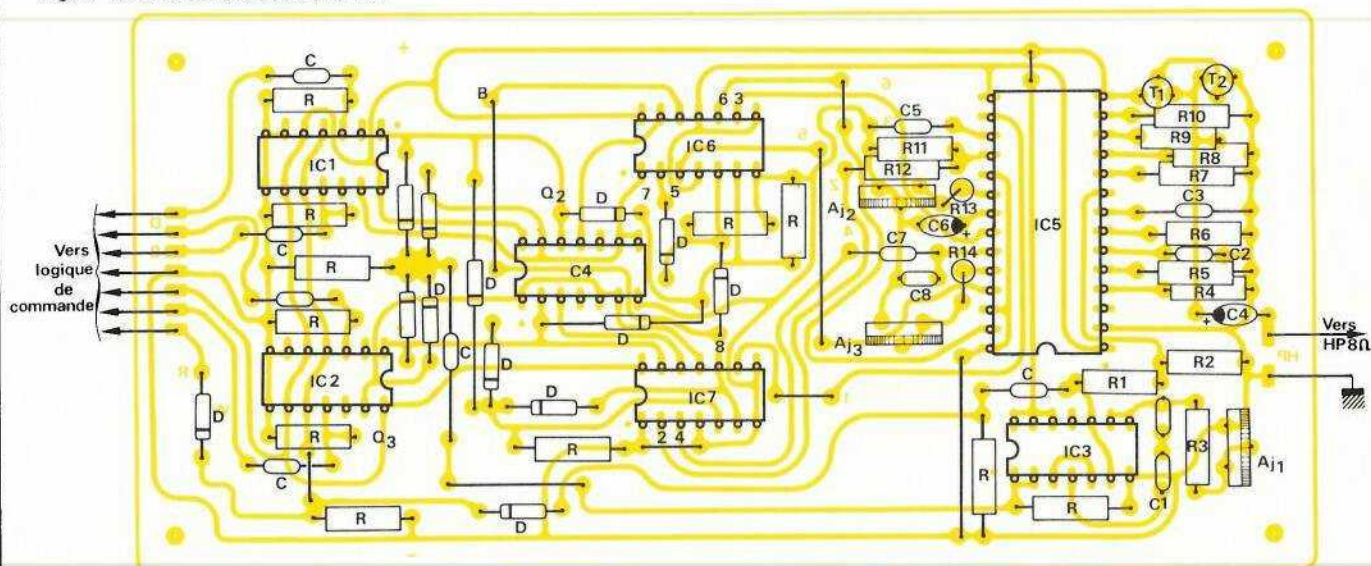 C
R
B
6 3
T1
T2
C5
R10
R9
R11
R8
R12
R7
IC1
IC6
7 5
Q2
D
R
R
D
Aj2
R13
C6 +
C3
R6
C2
IC5
R
C
Vers
logique
de
commande
R
D
C4
D
D
C7
R14
C8
R5
R4
+ C4
C
R
D
C
D
D
8
Aj3
Vers
HP8Ω
HP
IC2
IC7
D
D
R
Q3
R
2 4
C
R1
R2
R3
Aj1
IC3
R
R
C1
C
R
D